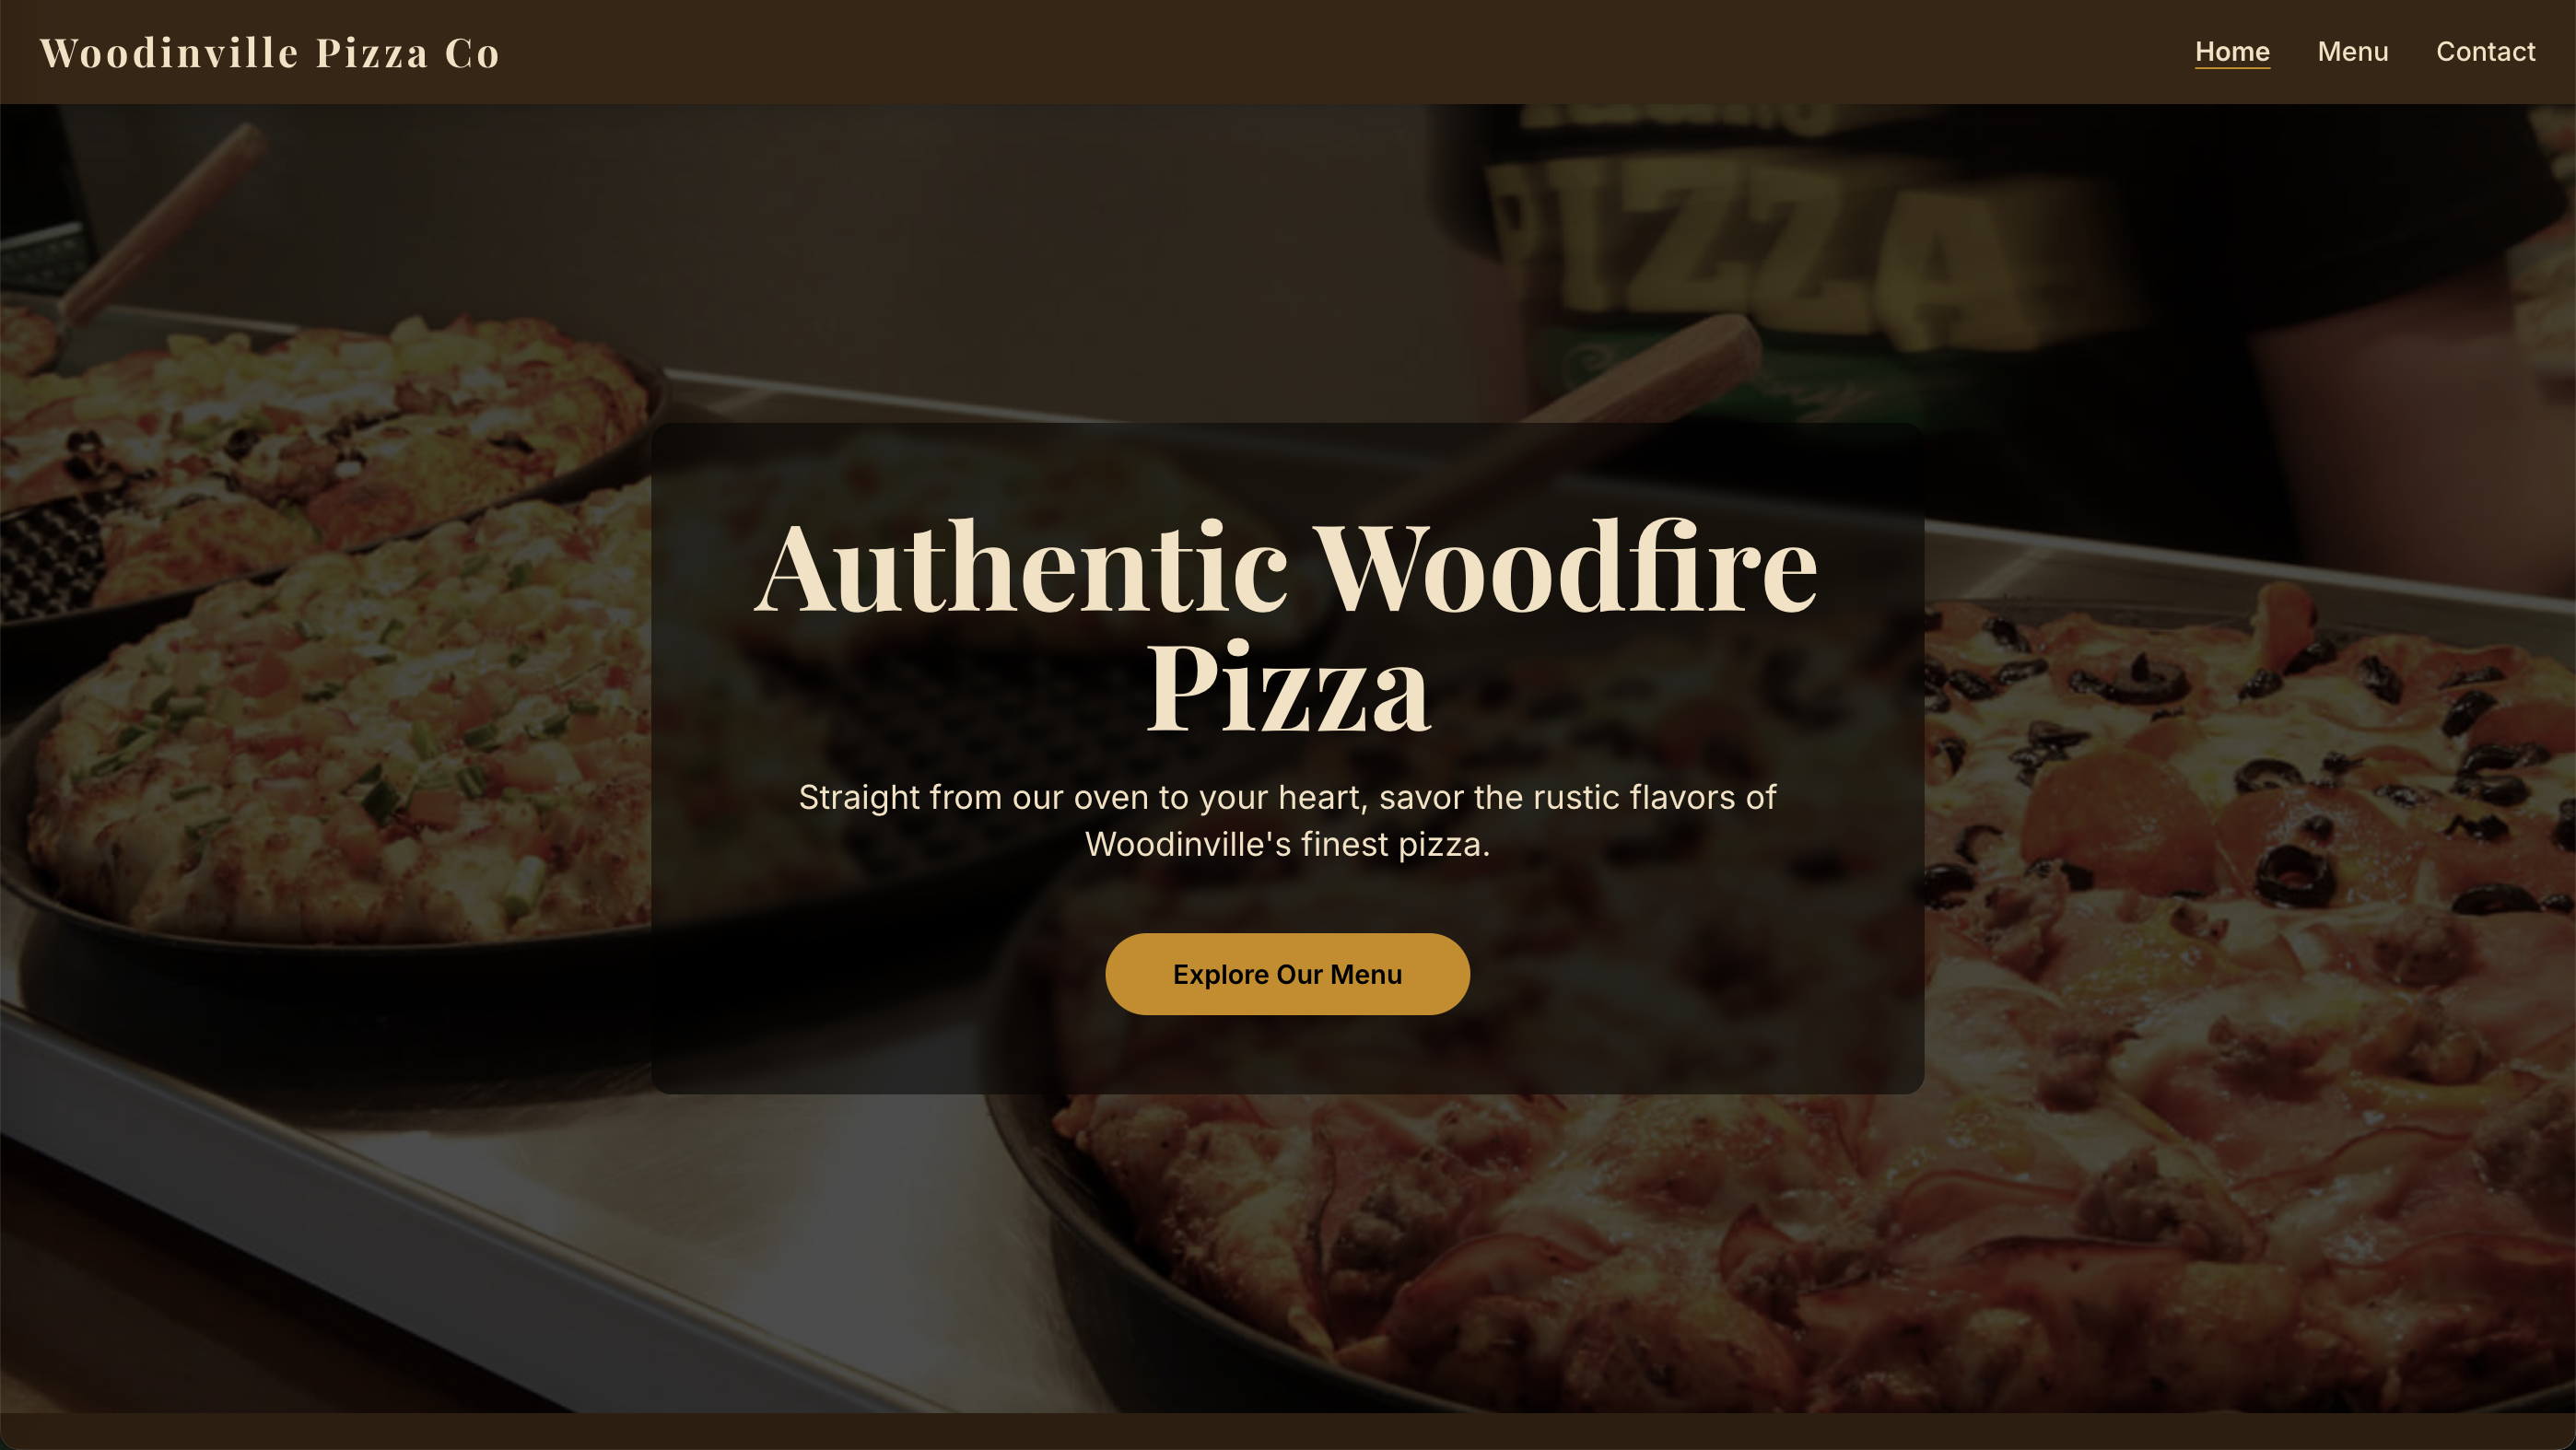 Woodinville Pizza Co
Home Menu Contact
PIZZA
Authentic Woodfire
Pizza
Straight from our oven to your heart, savor the rustic flavors of
Woodinville's finest pizza.
Explore Our Menu